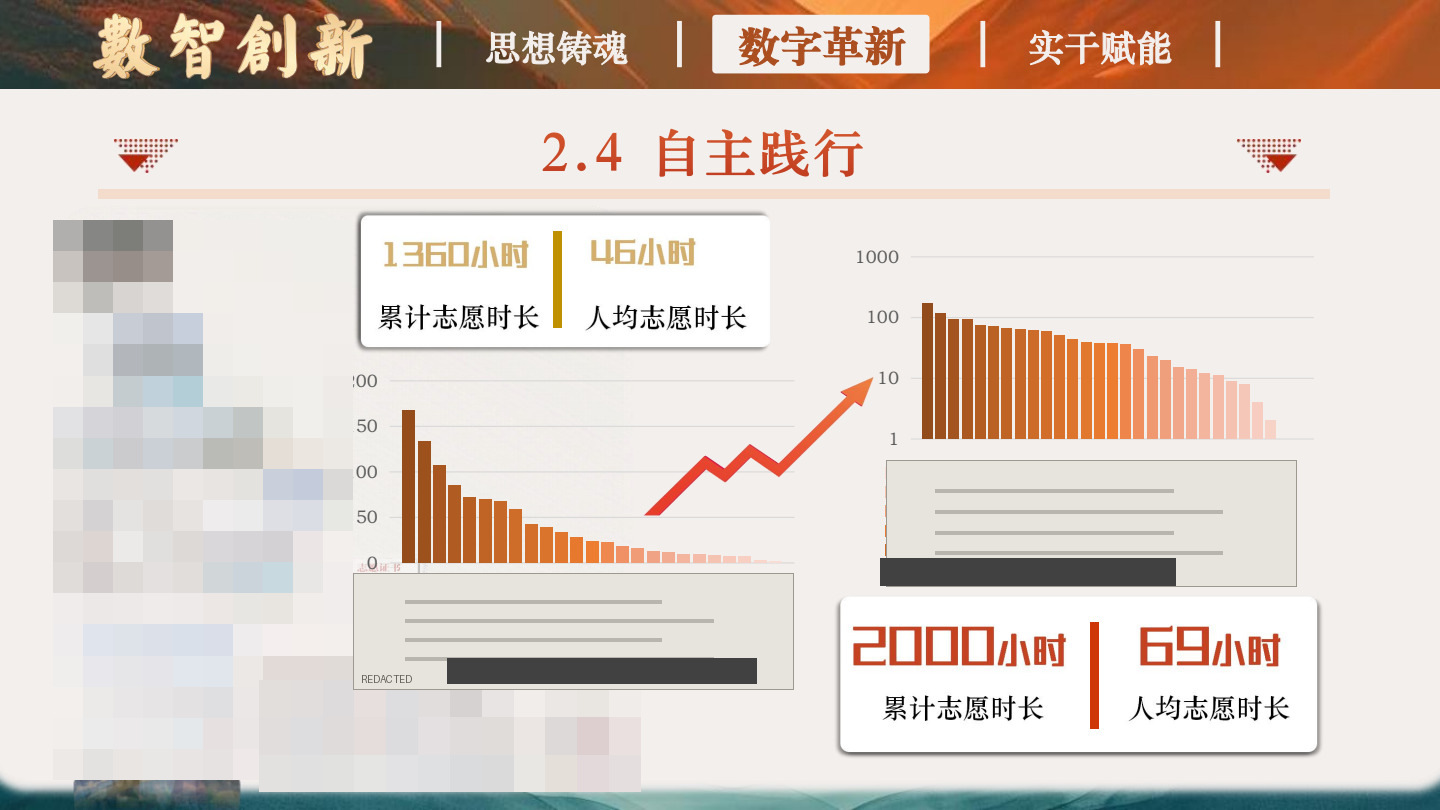 數智創新
思想铸魂
数字革新
实干赋能
2.4 自主践行
1360小时
46小时
累计志愿时长
人均志愿时长
1000
100
10
1
200
50
00
50
0
REDACTED
2000小时
69小时
累计志愿时长
人均志愿时长